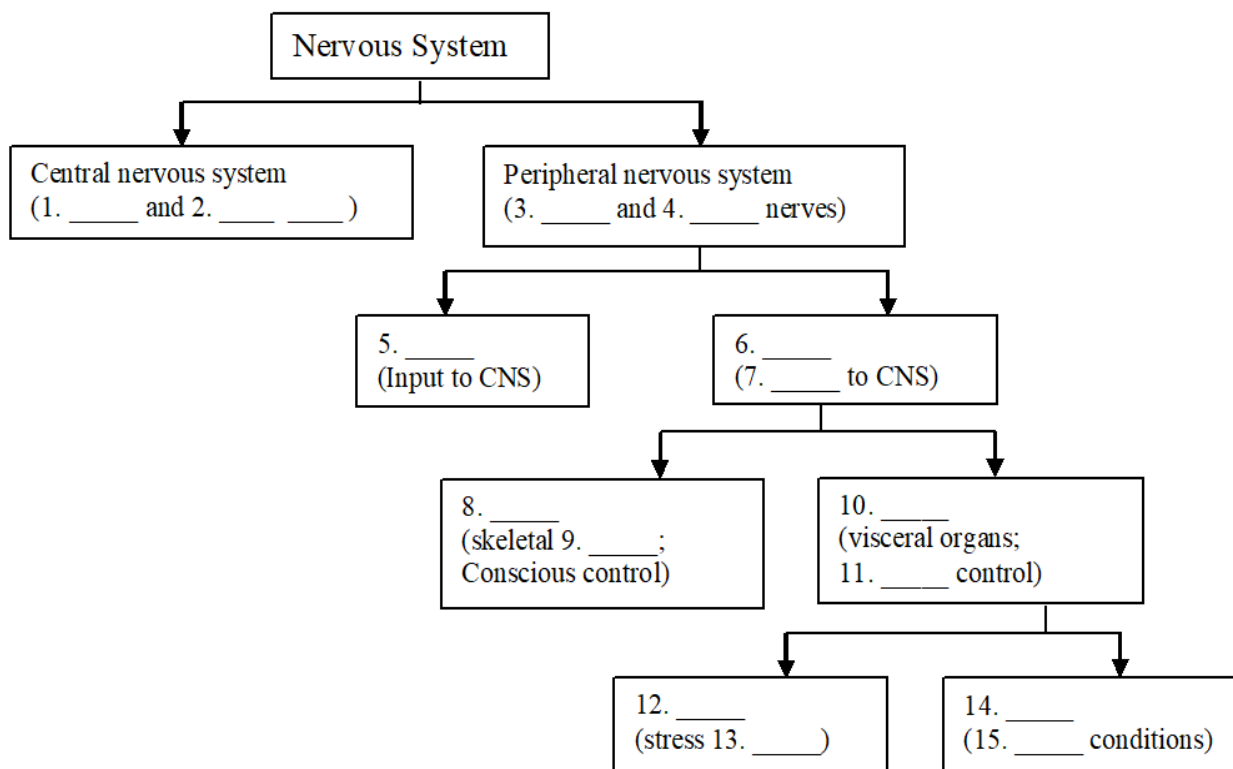 Nervous System
Central nervous system
(1. _____ and 2. ____ ____ )
Peripheral nervous system
(3. _____ and 4. _____ nerves)
5. _____
(Input to CNS)
6. _____
(7. _____ to CNS)
8. _____
(skeletal 9. _____;
Conscious control)
10. _____
(visceral organs;
11. _____ control)
12. _____
(stress 13. _____)
14. _____
(15. _____ conditions)